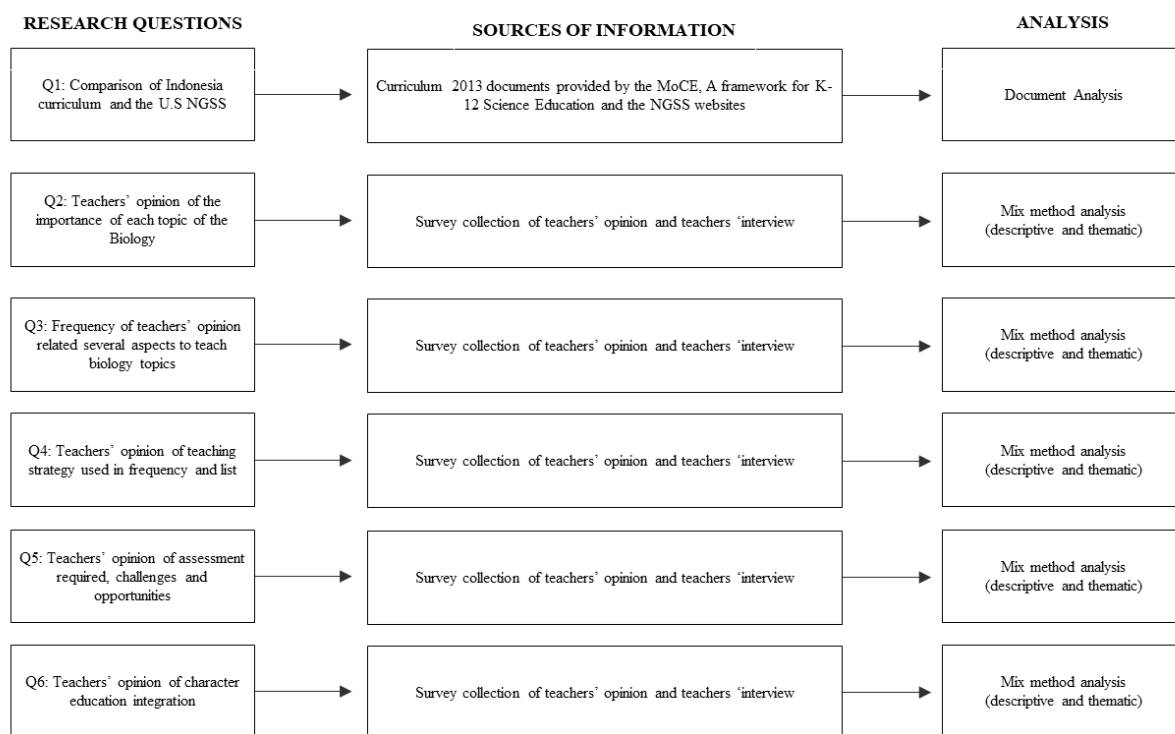 RESEARCH QUESTIONS
SOURCES OF INFORMATION
ANALYSIS
Q1: Comparison of Indonesia
curriculum and the U.S NGSS
Curriculum 2013 documents provided by the MoCE, A framework for K-
12 Science Education and the NGSS websites
Document Analysis
Q2: Teachers’ opinion of the
importance of each topic of the
Biology
Survey collection of teachers’ opinion and teachers ‘interview
Mix method analysis
(descriptive and thematic)
Q3: Frequency of teachers’ opinion
related several aspects to teach
biology topics
Survey collection of teachers’ opinion and teachers ‘interview
Mix method analysis
(descriptive and thematic)
Q4: Teachers’ opinion of teaching
strategy used in frequency and list
Survey collection of teachers’ opinion and teachers ‘interview
Mix method analysis
(descriptive and thematic)
Q5: Teachers’ opinion of assessment
required, challenges and
opportunities
Survey collection of teachers’ opinion and teachers ‘interview
Mix method analysis
(descriptive and thematic)
Q6: Teachers’ opinion of character
education integration
Survey collection of teachers’ opinion and teachers ‘interview
Mix method analysis
(descriptive and thematic)